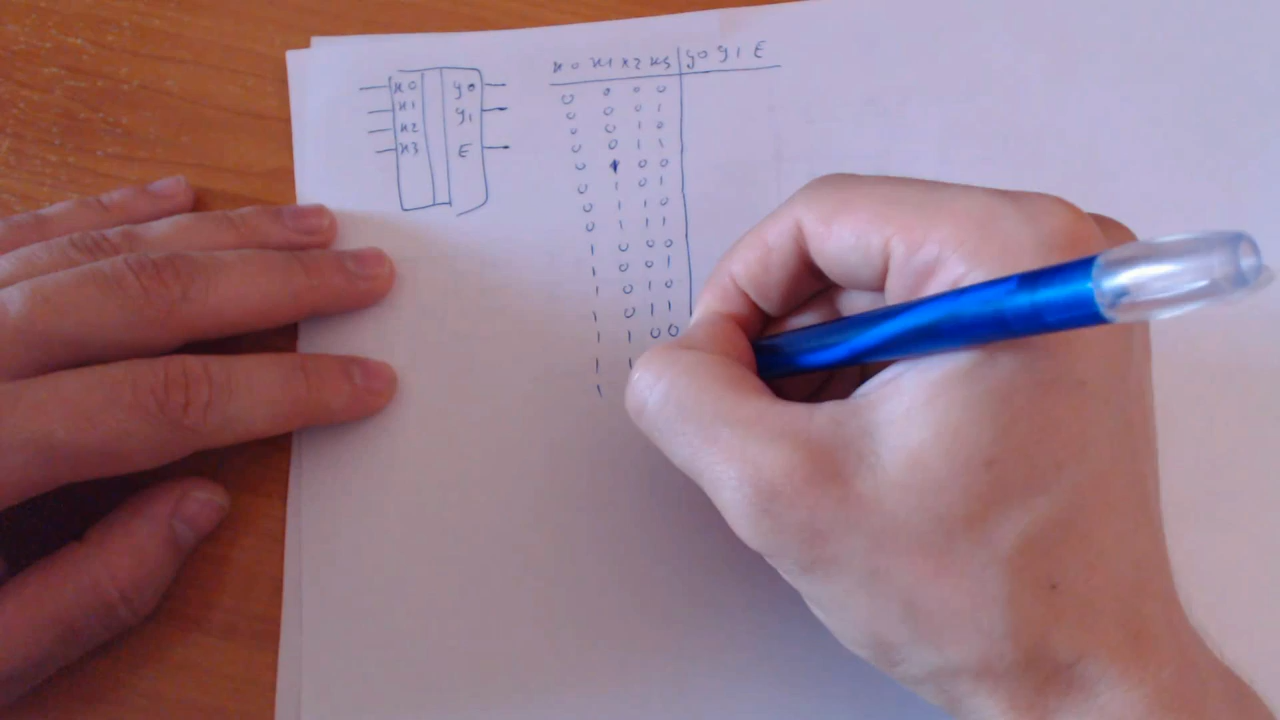 x0 y0
x1 y1
x2
x3 E
x0 x1 x2 x3 y0 y1 E
0 0 0 0
0 0 0 1
0 0 1 0
0 0 1 1
0 1 0 0
0 1 0 1
0 1 1 0
0 1 1 1
1 0 0 0
1 0 0 1
1 0 1 0
1 0 1 1
1 1 0 0
1 1
1